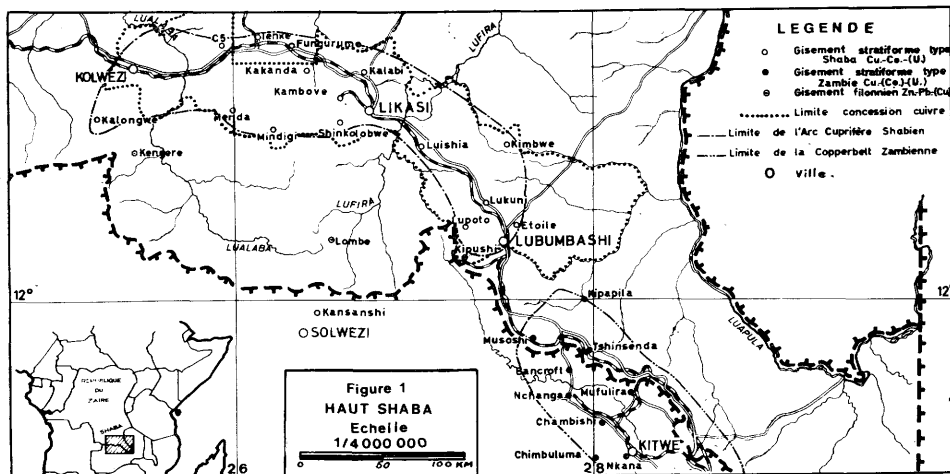 LEGENDE
Gisement stratiforme type
Shaba Cu.-Co.-(U.)
Gisement stratiforme type
Zambie Cu.-(Co.)-(U.)
Gisement filonnien Zn.-Pb.-(Cu)
Limite concession cuivre
Limite de l'Arc Cuprifère Shabien
Limite de la Copperbelt Zambienne
Ville.
LUALABA
C5
Fungurume
LUFIRA
KOLWEZI
Kakanda
Kalabi
Kambove
LIKASI
Kalongwe
Menda
Mindigi
Shinkolobwe
Luishia
Kimbwe
Kengere
LUFIRA
Lukuni
Lupoto
Etoile
LUALABA
Lombe
Kipushi
LUBUMBASHI
12°
12°
Kipapila
Kansanshi
SOLWEZI
LUAPULA
Musoshi
Tshinsenda
Bancroft
Nchanga
Mufulira
Chambishi
KITWE
Chimbuluma
Nkana
26
28
REPUBLIQUE
DU
ZAIRE
SHABA
Figure 1
HAUT SHABA
Echelle
1/4 000 000
0 50 100 KM